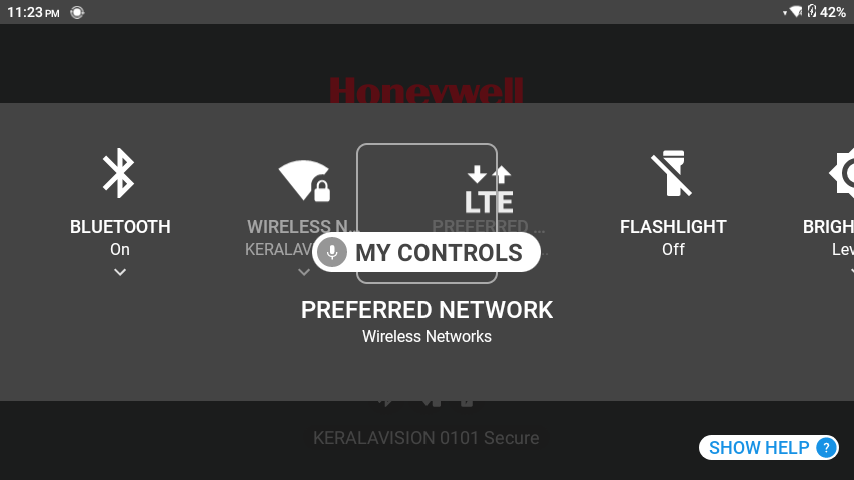 11:23 PM
42%
Honeywell
BLUETOOTH
On
WIRELESS N...
KERALAV
LTE
PREFERRED ...
FLASHLIGHT
Off
BRIGH
Lev
MY CONTROLS
PREFERRED NETWORK
Wireless Networks
KERALAVISION 0101 Secure
SHOW HELP ?